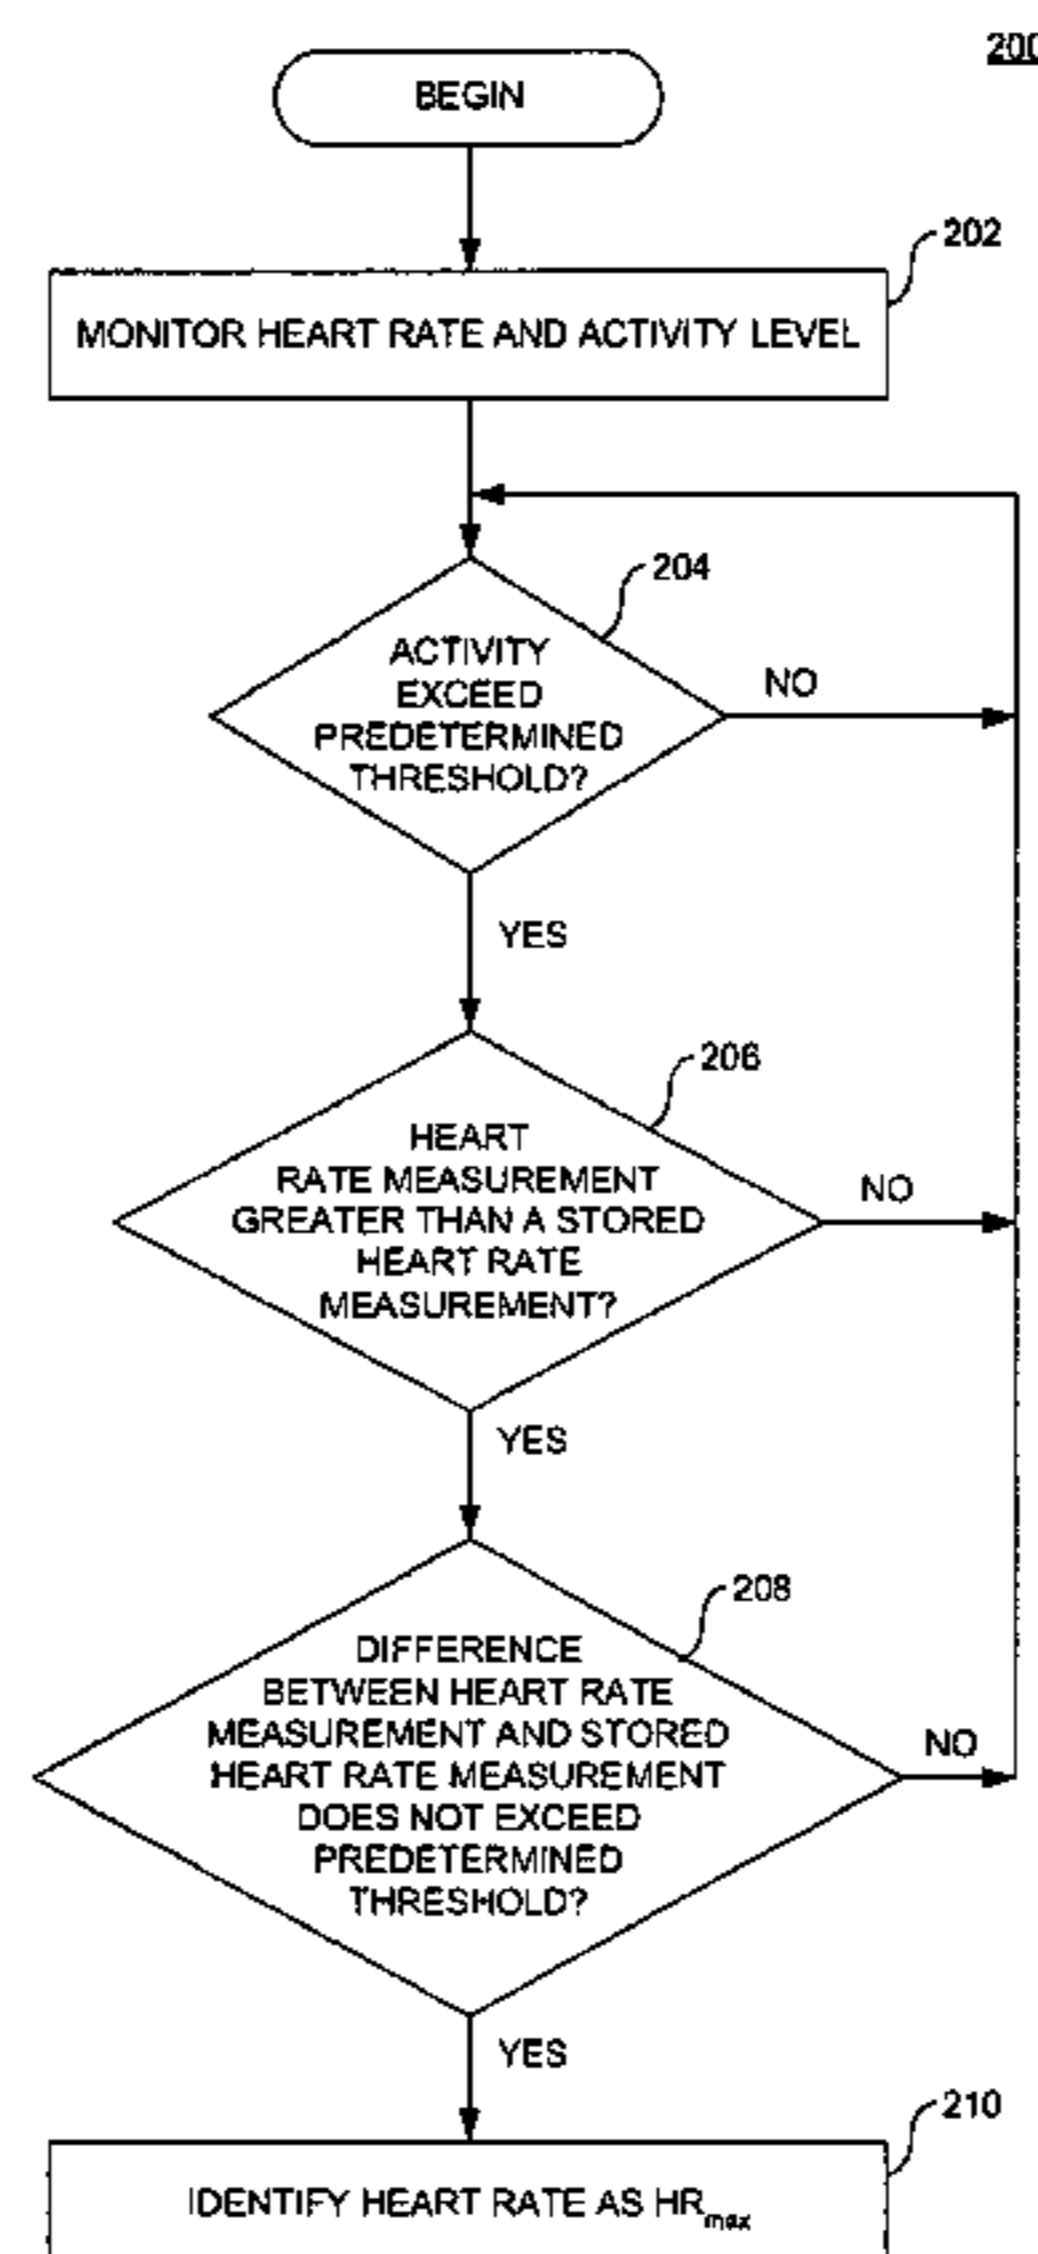 200
BEGIN
202
MONITOR HEART RATE AND ACTIVITY LEVEL
204
ACTIVITY
EXCEED
PREDETERMINED
THRESHOLD?
NO
YES
206
HEART
RATE MEASUREMENT
GREATER THAN A STORED
HEART RATE
MEASUREMENT?
NO
YES
208
DIFFERENCE
BETWEEN HEART RATE
MEASUREMENT AND STORED
HEART RATE MEASUREMENT
DOES NOT EXCEED
PREDETERMINED
THRESHOLD?
NO
YES
210
IDENTIFY HEART RATE AS HRmax